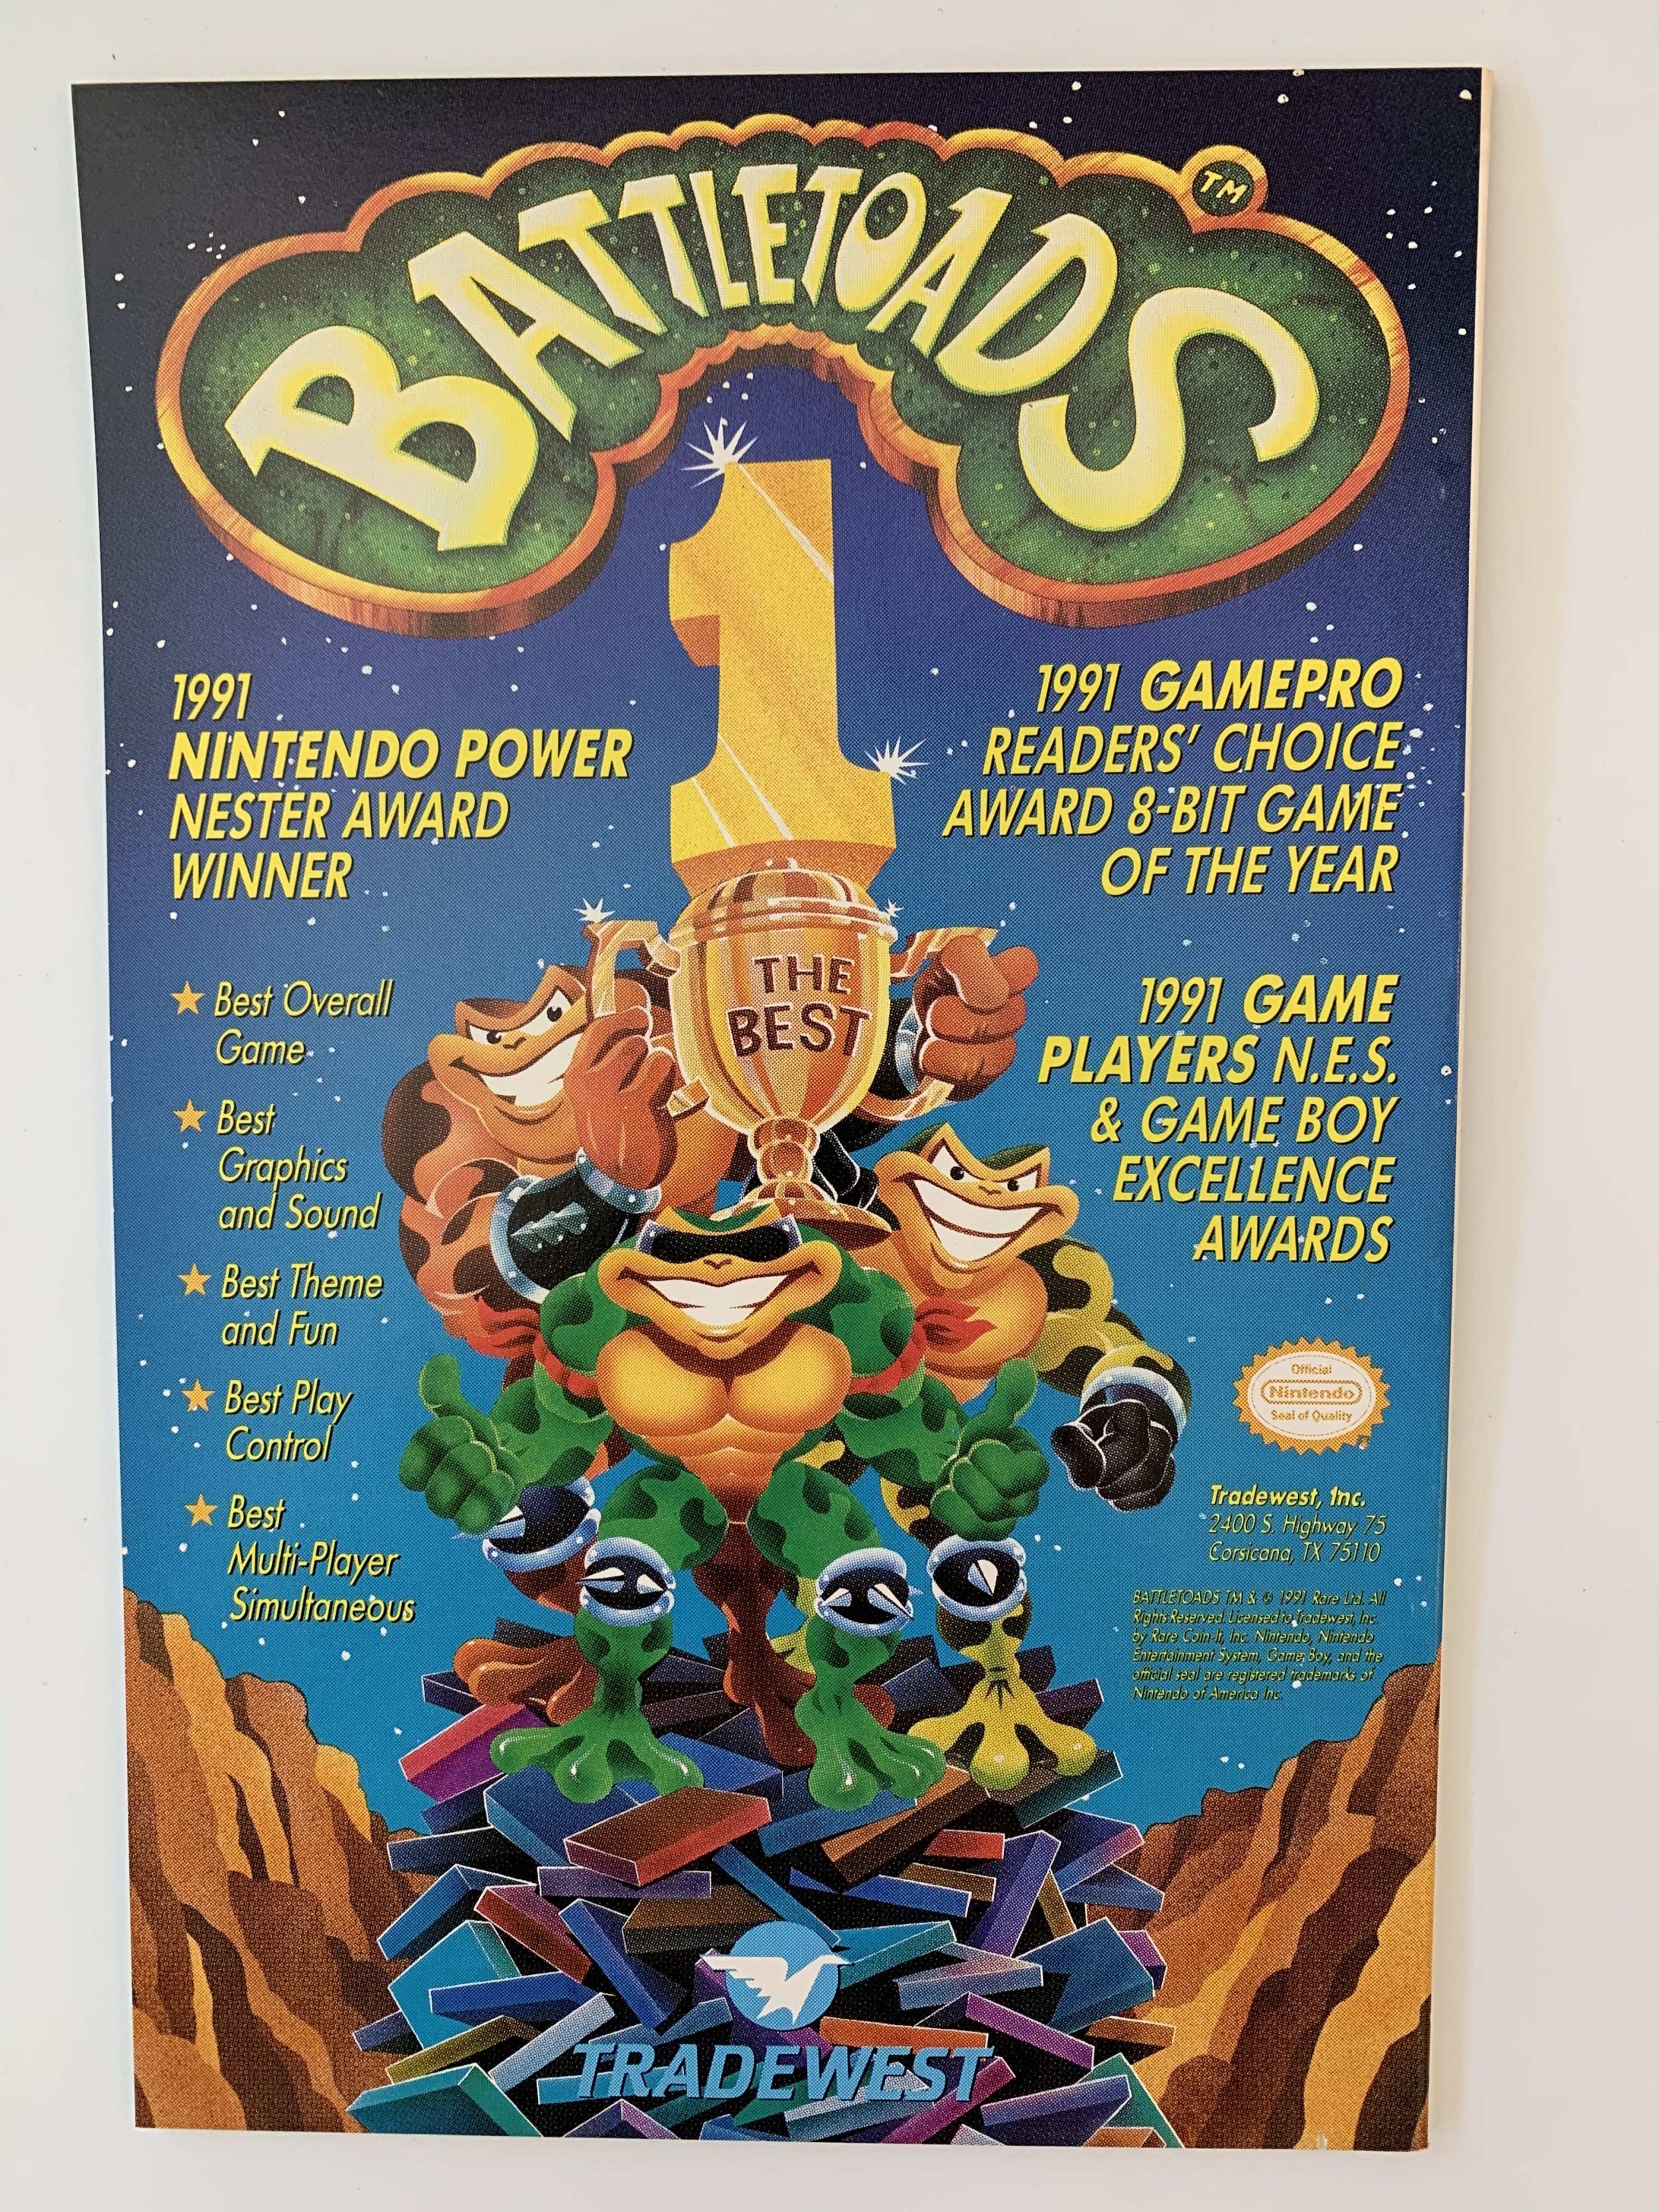 BATTLETOADS TM
1
1991
NINTENDO POWER
NESTER AWARD
WINNER
1991 GAMEPRO
READERS' CHOICE
AWARD 8-BIT GAME
OF THE YEAR
THE
BEST
★ Best Overall
Game
★ Best
Graphics
and Sound
★ Best Theme
and Fun
★ Best Play
Control
★ Best
Multi-Player
Simultaneous
1991 GAME
PLAYERS N.E.S.
& GAME BOY
EXCELLENCE
AWARDS
Official
Nintendo
Seal of Quality
Tradewest, Inc.
2400 S. Highway 75
Corsicana, TX 75110
BATTLETOADS TM & © 1991 Rare Ltd. All
Rights Reserved. Licensed to Tradewest, Inc.
by Rare Coin-It, Inc. Nintendo, Nintendo
Entertainment System, Game Boy, and the
official seal are registered trademarks of
Nintendo of America Inc.
TRADEWEST